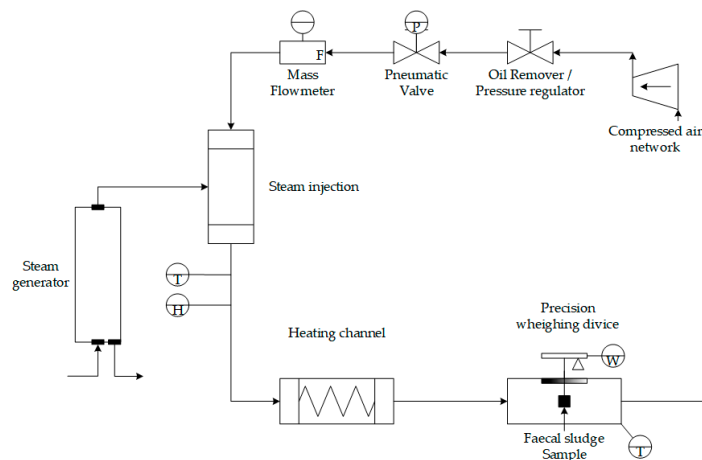 P
F
Mass
Flowmeter
Pneumatic
Valve
Oil Remover /
Pressure regulator
Compressed air
network
Steam injection
Steam
generator
T
H
Heating channel
Precision
wheighing divice
W
Faecal sludge
Sample
T